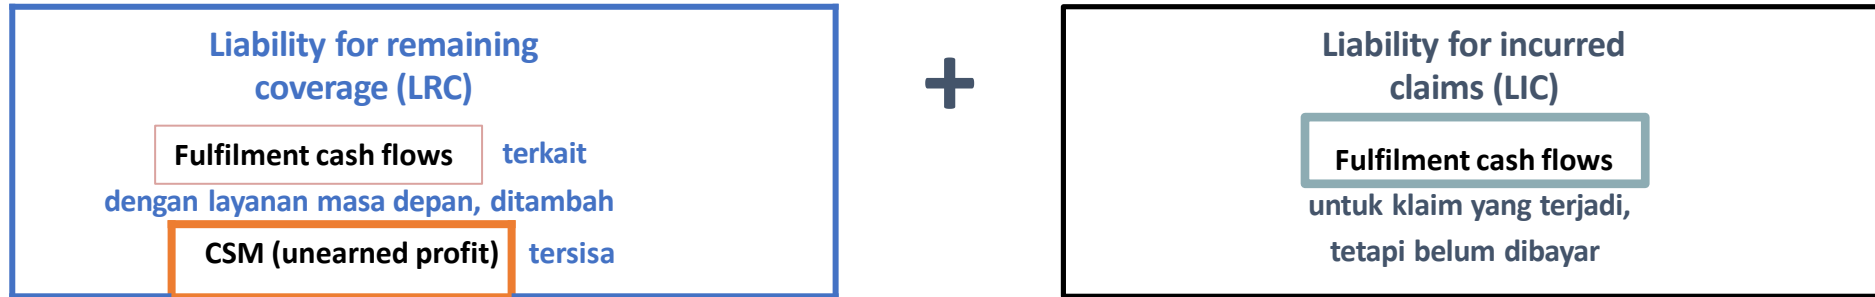 Liability for remaining
coverage (LRC)
Fulfilment cash flows terkait
dengan layanan masa depan, ditambah
CSM (unearned profit) tersisa
+
Liability for incurred
claims (LIC)
Fulfilment cash flows
untuk klaim yang terjadi,
tetapi belum dibayar